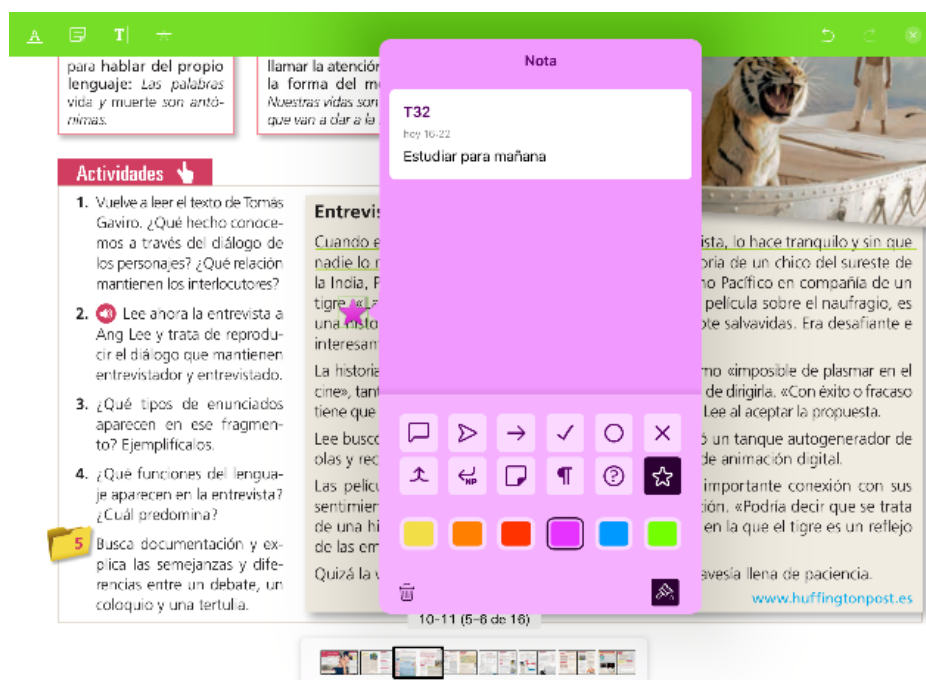 Nota
para hablar del propio
lenguaje: Las palabras
vida y muerte son antó-
nimas.
llamar la atención
la forma del
Nuestras vidas son
que van a dar a la
T32
hoy 16:22
Estudiar para mañana
Actividades
1. Vuelve a leer el texto de Tomás
Gaviro. ¿Qué hecho conoce-
mos a través del diálogo de
los personajes? ¿Qué relación
mantienen los interlocutores?
2. Lee ahora la entrevista a
Ang Lee y trata de reprodu-
cir el diálogo que mantienen
entrevistador y entrevistado.
3. ¿Qué tipos de enunciados
aparecen en ese fragmen-
to? Ejemplifícalos.
4. ¿Qué funciones del lengua-
je aparecen en la entrevista?
¿Cuál predomina?
5 Busca documentación y ex-
plica las semejanzas y dife-
rencias entre un debate, un
coloquio y una tertulia.
Entrevis
Cuando e ista, lo hace tranquilo y sin que
nadie lo oria de un chico del sureste de
la India, P no Pacífico en compañía de un
tigre. «La película sobre el naufragio, es
una histo ote salvavidas. Era desafiante e
interesan
La historia mo «imposible de plasmar en el
cine», tant de dirigirla. «Con éxito o fracaso
tiene que Lee al aceptar la propuesta.
Lee busco ó un tanque autogenerador de
olas y rec de animación digital.
Las pelícu importante conexión con sus
sentimien ión. «Podría decir que se trata
de una hi en la que el tigre es un reflejo
de las em
Quizá la v avesía llena de paciencia.
www.huffingtonpost.es
NP
10-11 (5-6 de 16)